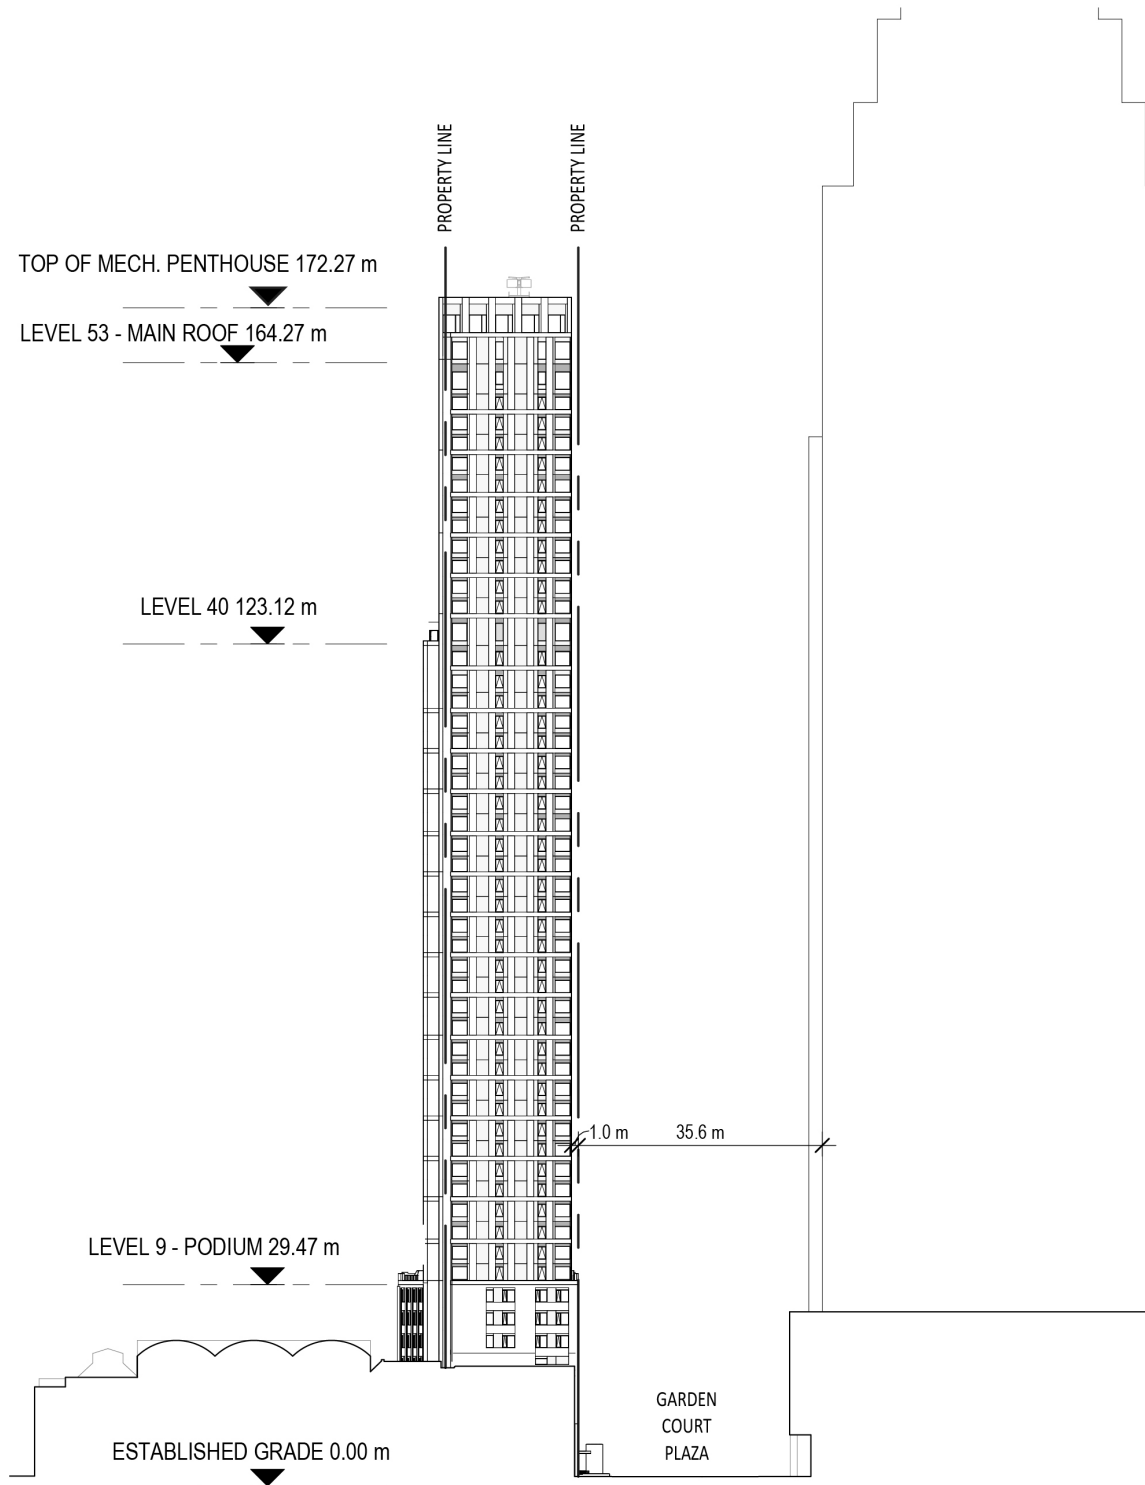 PROPERTY LINE
PROPERTY LINE
TOP OF MECH. PENTHOUSE 172.27 m
LEVEL 53 - MAIN ROOF 164.27 m
LEVEL 40 123.12 m
1.0 m
35.6 m
LEVEL 9 - PODIUM 29.47 m
GARDEN
COURT
PLAZA
ESTABLISHED GRADE 0.00 m